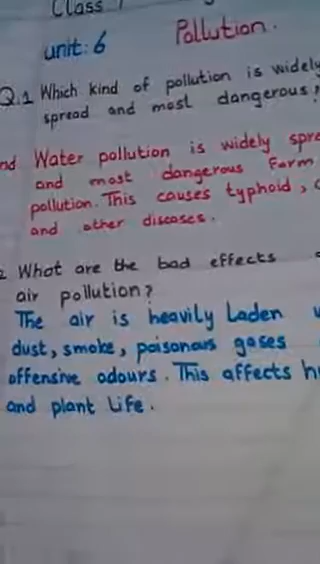 Class
unit: 6 Pollution.
Q.1 Which kind of pollution is widely
spread and most dangerous?
Water pollution is widely spre
and most dangerous form
pollution. This causes typhoid,
and other diseases.
What are the bad effects
air pollution?
The air is heavily Laden
dust, smoke, poisonous gases
offensive odours. This affects h
and plant Life.